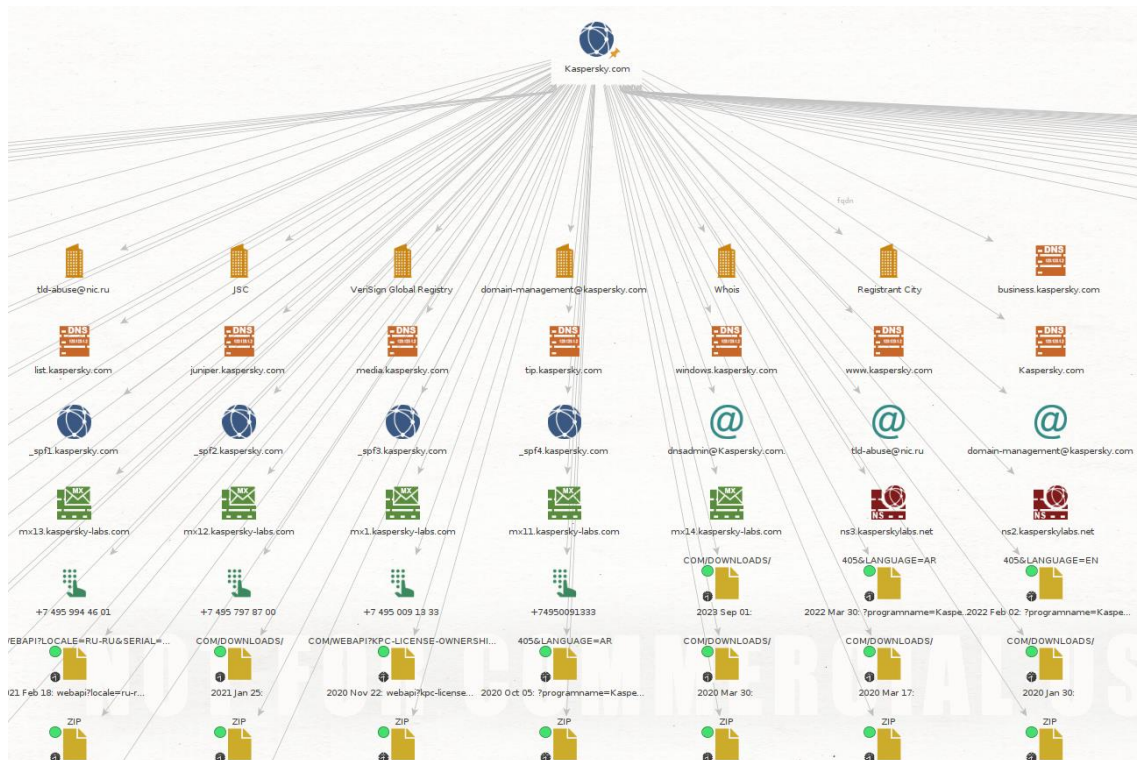 Kaspersky.com
fqdn
tld-abuse@nic.ru
JSC
VeriSign Global Registry
domain-management@kaspersky.com
Whois
Registrant City
business.kaspersky.com
list.kaspersky.com
juniper.kaspersky.com
media.kaspersky.com
tip.kaspersky.com
windows.kaspersky.com
www.kaspersky.com
Kaspersky.com
_spf1.kaspersky.com
_spf2.kaspersky.com
_spf3.kaspersky.com
_spf4.kaspersky.com
dnsadmin@Kaspersky.com.
tld-abuse@nic.ru
domain-management@kaspersky.com
mx13.kaspersky-labs.com
mx12.kaspersky-labs.com
mx1.kaspersky-labs.com
mx11.kaspersky-labs.com
mx14.kaspersky-labs.com
ns3.kasperskylabs.net
ns2.kasperskylabs.net
COM/DOWNLOADS/
405&LANGUAGE=AR
405&LANGUAGE=EN
+7 495 994 46 01
+7 495 797 87 00
+7 495 009 13 33
+74950091333
2023 Sep 01:
2022 Mar 30: ?programname=Kaspe...
2022 Feb 02: ?programname=Kaspe...
/EBAPI?LOCALE=RU-RU&SERIAL=...
COM/DOWNLOADS/
COM/WEBAPI?KPC-LICENSE-OWNERSHI...
405&LANGUAGE=AR
COM/DOWNLOADS/
COM/DOWNLOADS/
COM/DOWNLOADS/
21 Feb 18: webapi?locale=ru-r...
2021 Jan 25:
2020 Nov 22: webapi?kpc-license...
2020 Oct 05: ?programname=Kaspe...
2020 Mar 30:
2020 Mar 17:
2020 Jan 30:
NOT FOR COMMERCIAL US
ZIP
ZIP
ZIP
ZIP
ZIP
ZIP
ZIP